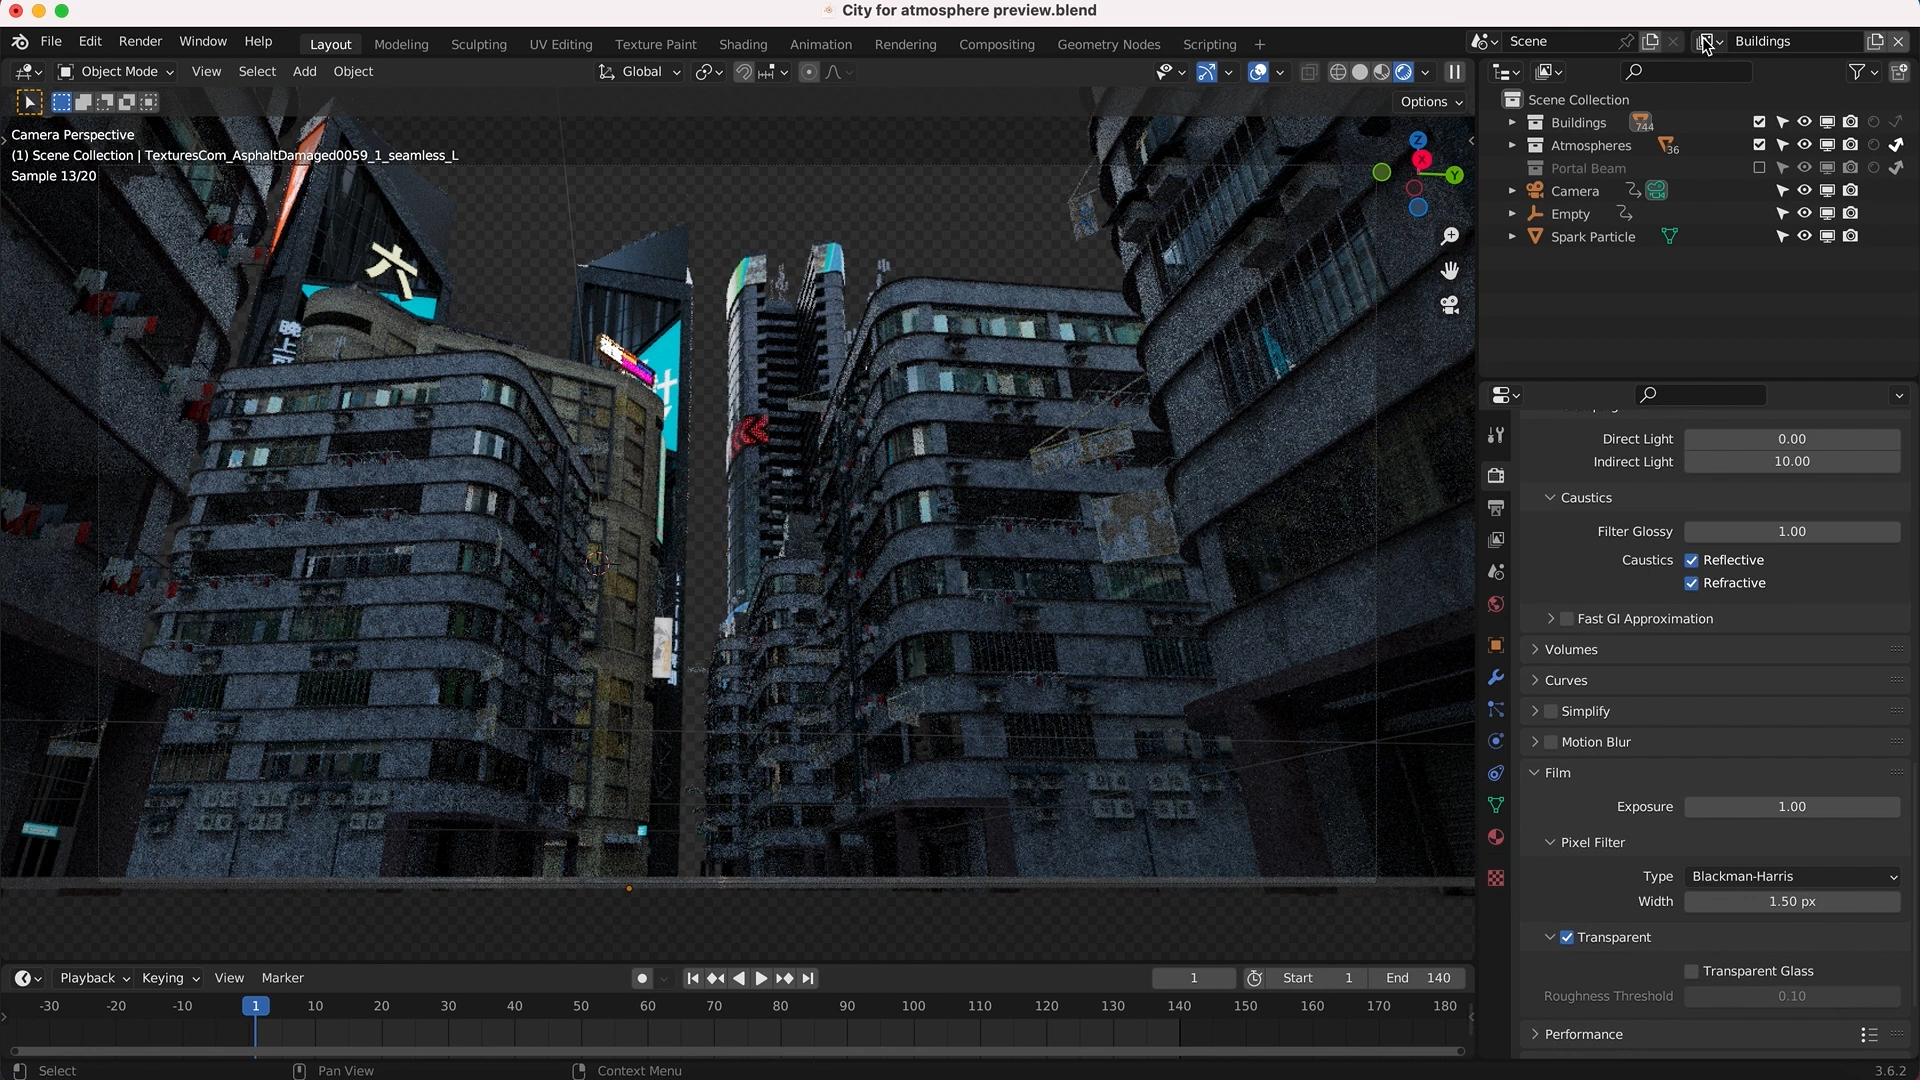 City for atmosphere preview.blend
File Edit Render Window Help Layout Modeling Sculpting UV Editing Texture Paint Shading Animation Rendering Compositing Geometry Nodes Scripting + Scene Buildings
Object Mode View Select Add Object Global
Options
Camera Perspective
(1) Scene Collection | TexturesCom_AsphaltDamaged0059_1_seamless_L
Sample 13/20
Z
X
Y
六
Scene Collection
Buildings 744
Atmospheres 36
Portal Beam
Camera
Empty
Spark Particle
Direct Light 0.00
Indirect Light 10.00
Caustics
Filter Glossy 1.00
Caustics Reflective
Refractive
Fast GI Approximation
Volumes
Curves
Simplify
Motion Blur
Film
Exposure 1.00
Pixel Filter
Type Blackman-Harris
Width 1.50 px
Transparent
Transparent Glass
Roughness Threshold 0.10
Performance
Playback Keying View Marker 1 Start 1 End 140
-30 -20 -10 1 10 20 30 40 50 60 70 80 90 100 110 120 130 140 150 160 170 180
Select Pan View Context Menu 3.6.2